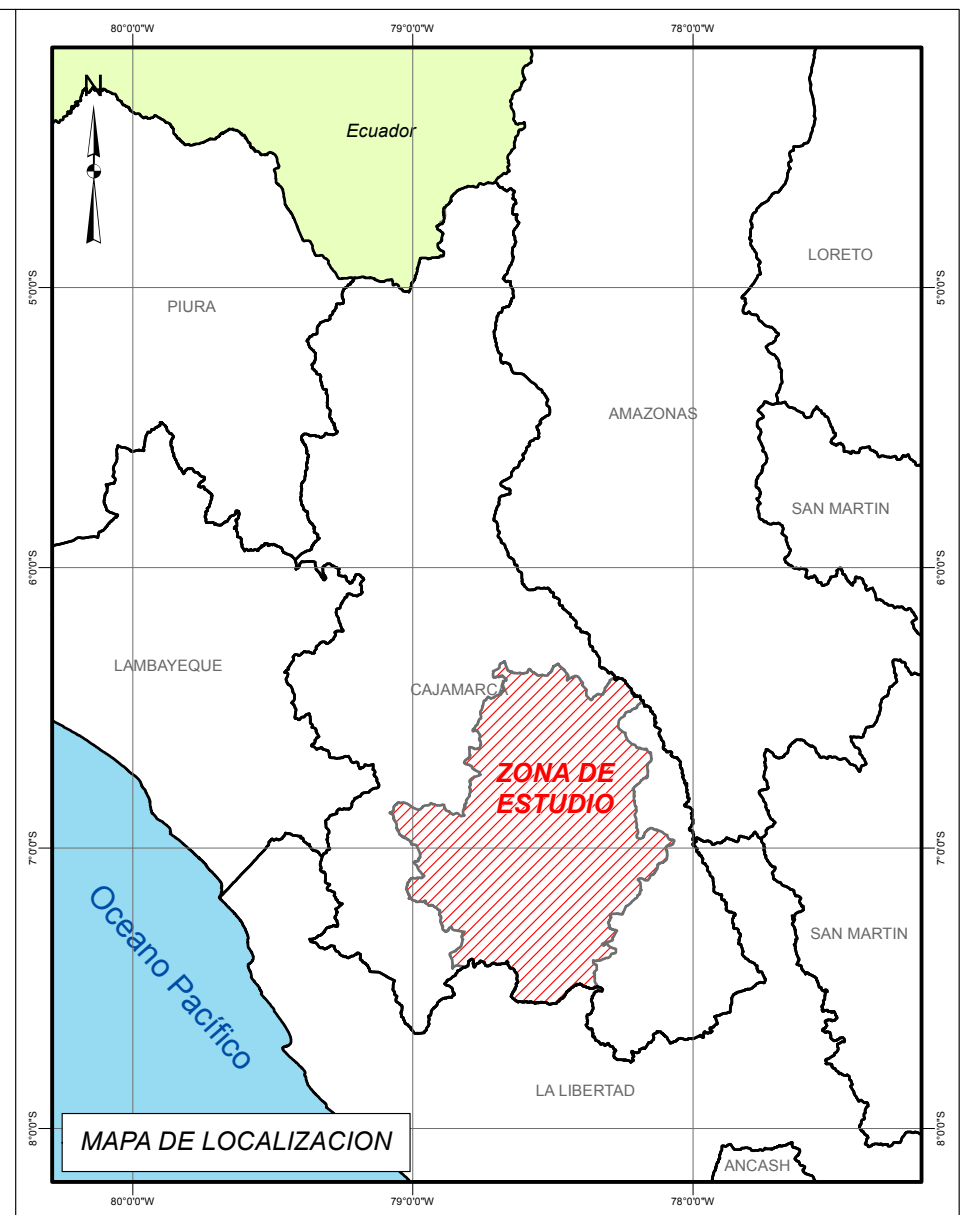 80°0'0"W
79°0'0"W
78°0'0"W
N
Ecuador
LORETO
5°0'0"S
5°0'0"S
PIURA
AMAZONAS
SAN MARTIN
6°0'0"S
6°0'0"S
LAMBAYEQUE
CAJAMARCA
ZONA DE
ESTUDIO
7°0'0"S
7°0'0"S
Oceano Pacífico
SAN MARTIN
LA LIBERTAD
8°0'0"S
8°0'0"S
MAPA DE LOCALIZACION
ANCASH
80°0'0"W
79°0'0"W
78°0'0"W